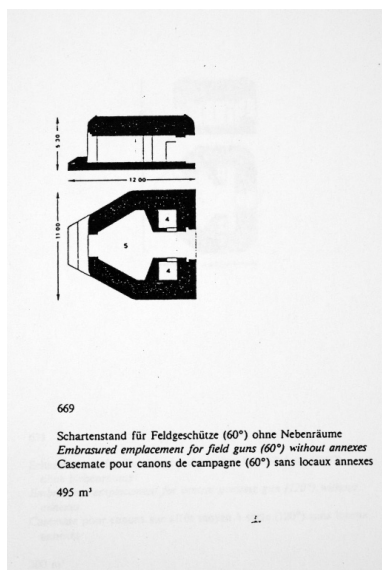 5 20
12 00
11 00
4
5
4
669
Schartenstand für Feldgeschütze (60°) ohne Nebenräume
Embrasured emplacement for field guns (60°) without annexes
Casemate pour canons de campagne (60°) sans locaux annexes
495 m³